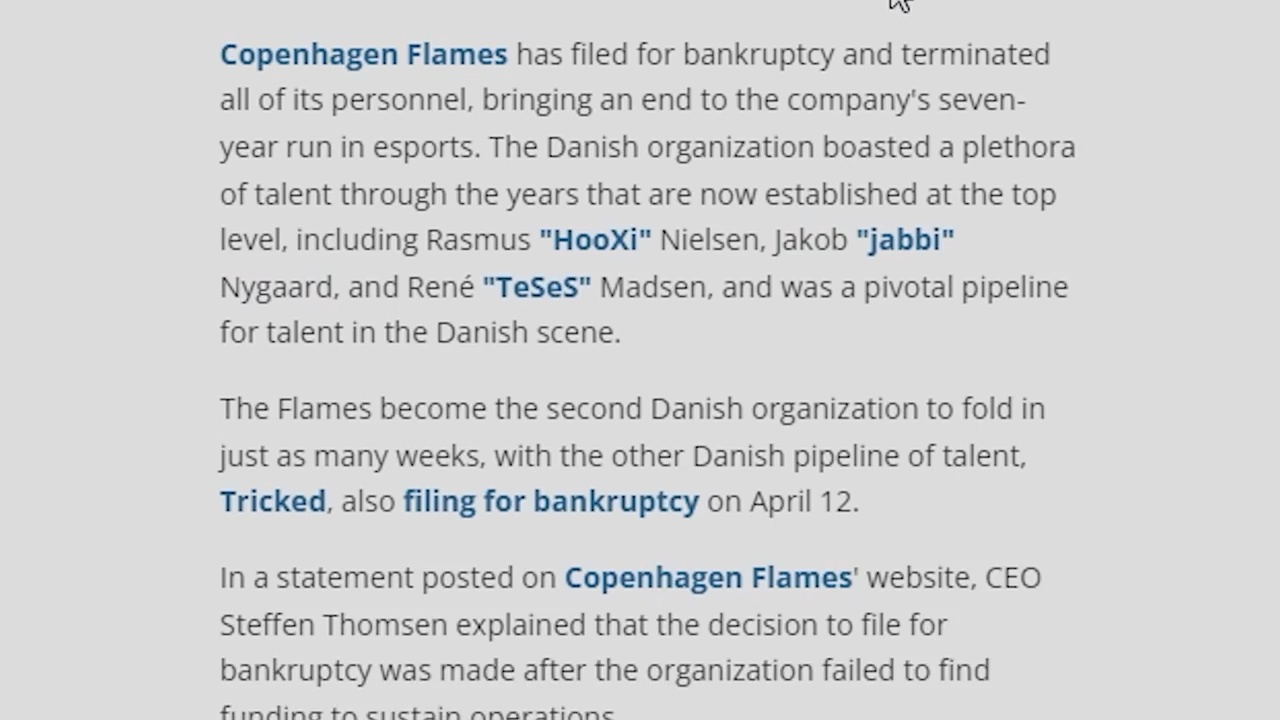 Copenhagen Flames has filed for bankruptcy and terminated
all of its personnel, bringing an end to the company's seven-
year run in esports. The Danish organization boasted a plethora
of talent through the years that are now established at the top
level, including Rasmus "HooXi" Nielsen, Jakob "jabbi"
Nygaard, and René "TeSeS" Madsen, and was a pivotal pipeline
for talent in the Danish scene.
The Flames become the second Danish organization to fold in
just as many weeks, with the other Danish pipeline of talent,
Tricked, also filing for bankruptcy on April 12.
In a statement posted on Copenhagen Flames' website, CEO
Steffen Thomsen explained that the decision to file for
bankruptcy was made after the organization failed to find
funding to sustain operations.